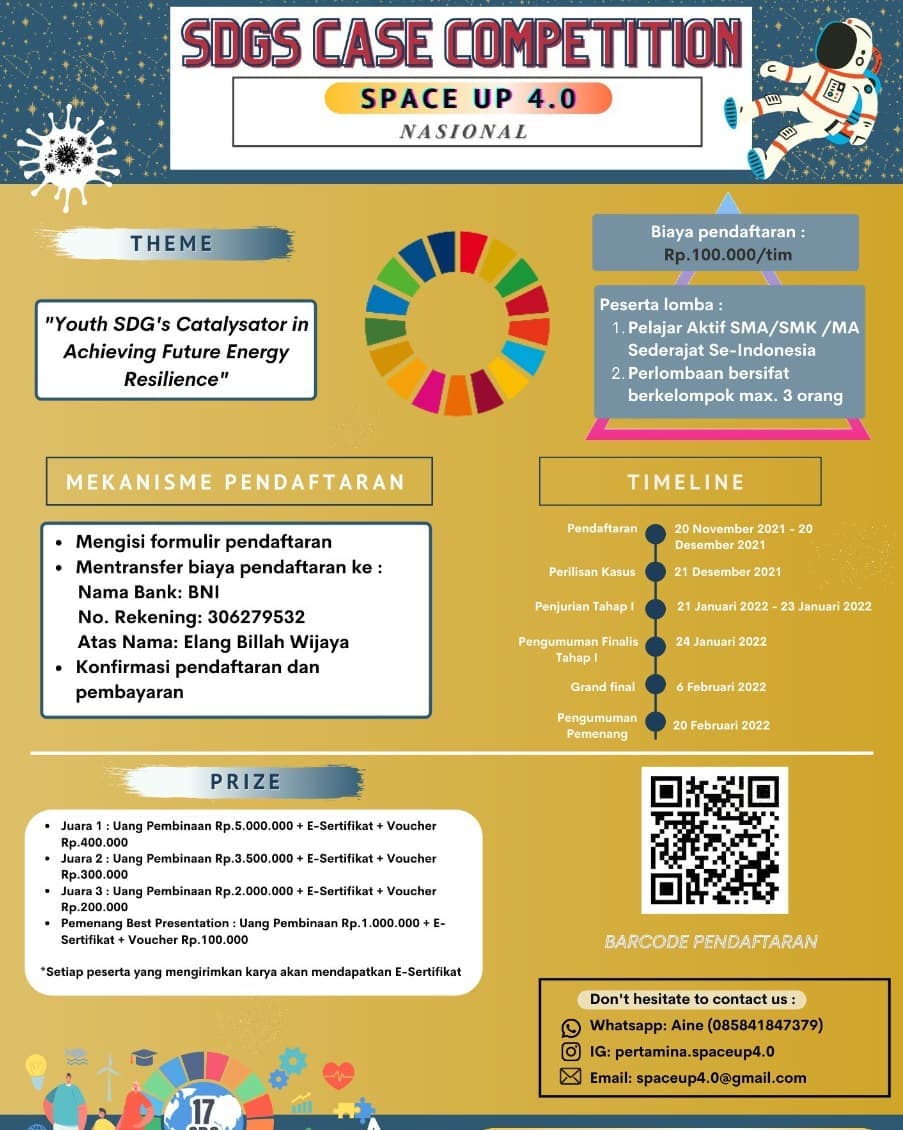 SDGS CASE COMPETITION
SPACE UP 4.0
NASIONAL
THEME
"Youth SDG's Catalysator in
Achieving Future Energy
Resilience"
Biaya pendaftaran :
Rp.100.000/tim
Peserta lomba :
1. Pelajar Aktif SMA/SMK /MA
Sederajat Se-Indonesia
2. Perlombaan bersifat
berkelompok max. 3 orang
MEKANISME PENDAFTARAN
• Mengisi formulir pendaftaran
• Mentransfer biaya pendaftaran ke :
Nama Bank: BNI
No. Rekening: 306279532
Atas Nama: Elang Billah Wijaya
• Konfirmasi pendaftaran dan
pembayaran
TIMELINE
Pendaftaran 20 November 2021 - 20
Desember 2021
Perilisan Kasus 21 Desember 2021
Penjurian Tahap I 21 Januari 2022 - 23 Januari 2022
Pengumuman Finalis 24 Januari 2022
Tahap I
Grand final 6 Februari 2022
Pengumuman
Pemenang 20 Februari 2022
PRIZE
• Juara 1 : Uang Pembinaan Rp.5.000.000 + E-Sertifikat + Voucher
Rp.400.000
• Juara 2 : Uang Pembinaan Rp.3.500.000 + E-Sertifikat + Voucher
Rp.300.000
• Juara 3 : Uang Pembinaan Rp.2.000.000 + E-Sertifikat + Voucher
Rp.200.000
• Pemenang Best Presentation : Uang Pembinaan Rp.1.000.000 + E-
Sertifikat + Voucher Rp.100.000
*Setiap peserta yang mengirimkan karya akan mendapatkan E-Sertifikat
BARCODE PENDAFTARAN
Don't hesitate to contact us :
Whatsapp: Aine (085841847379)
IG: pertamina.spaceup4.0
Email: spaceup4.0@gmail.com
17